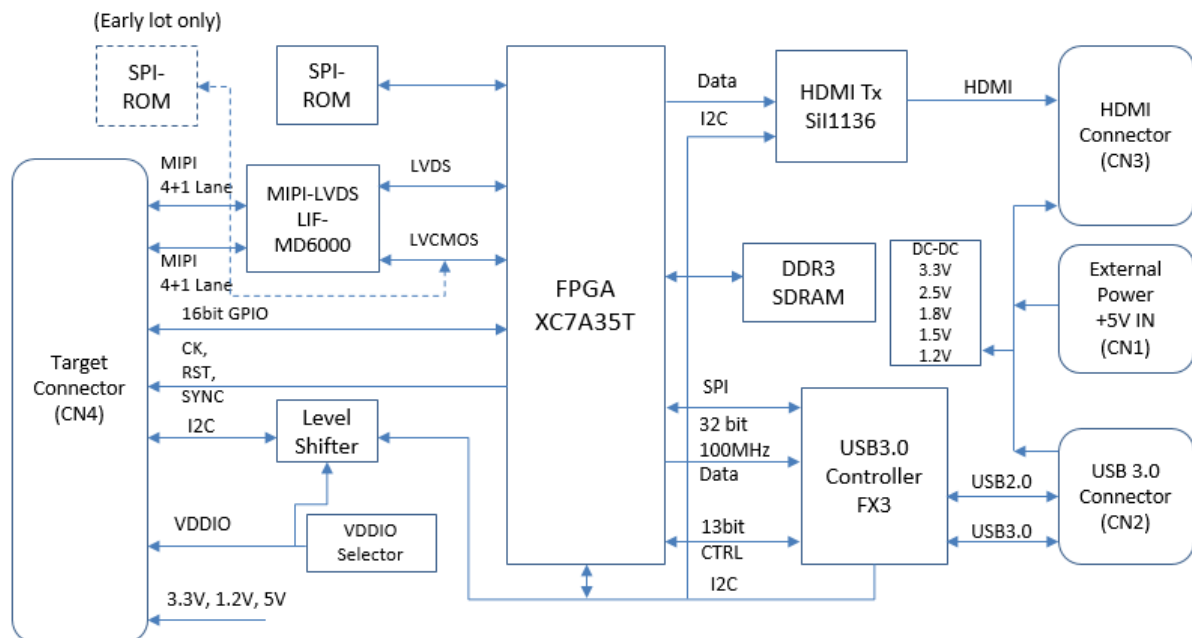 (Early lot only)
SPI-
ROM
SPI-
ROM
MIPI
4+1 Lane
MIPI-LVDS
LIF-
MD6000
LVDS
LVCMOS
MIPI
4+1 Lane
16bit GPIO
CK,
RST,
SYNC
Target
Connector
(CN4)
I2C
Level
Shifter
VDDIO
VDDIO
Selector
3.3V, 1.2V, 5V
FPGA
XC7A35T
Data
I2C
HDMI Tx
SiI1136
HDMI
HDMI
Connector
(CN3)
DDR3
SDRAM
DC-DC
3.3V
2.5V
1.8V
1.5V
1.2V
External
Power
+5V IN
(CN1)
SPI
32 bit
100MHz
Data
13bit
CTRL
I2C
USB3.0
Controller
FX3
USB2.0
USB3.0
USB 3.0
Connector
(CN2)